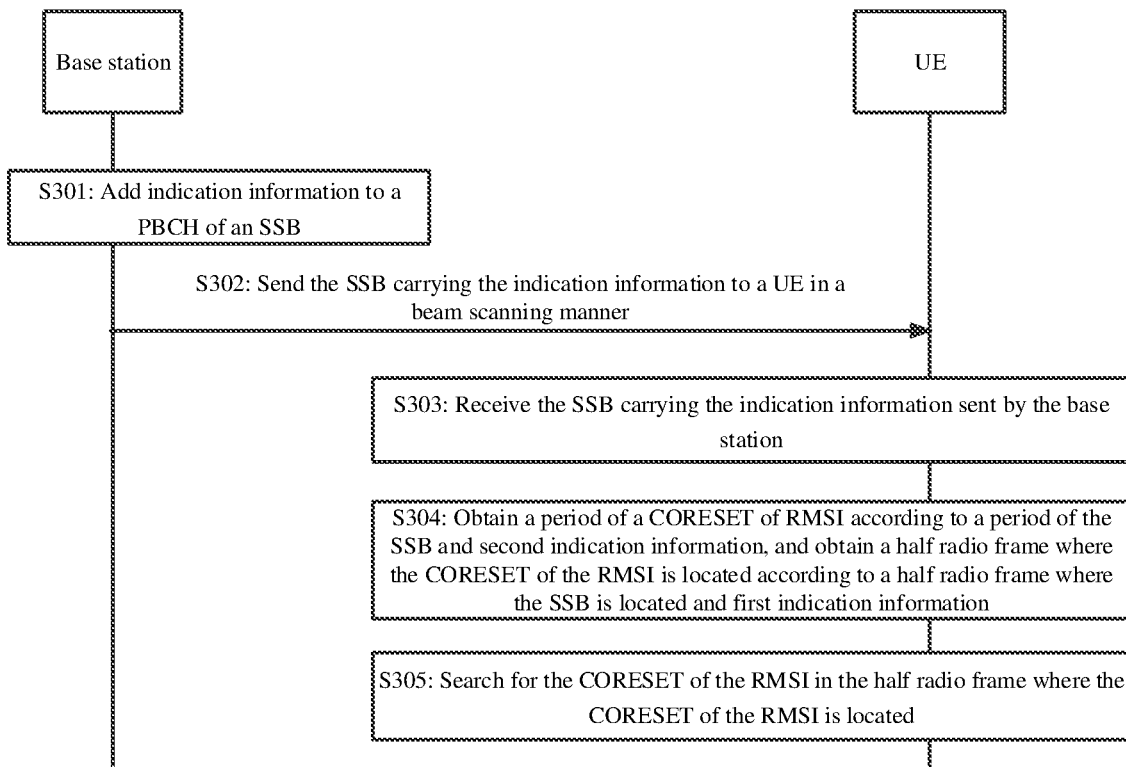 Base station
UE
S301: Add indication information to a
PBCH of an SSB
S302: Send the SSB carrying the indication information to a UE in a
beam scanning manner
S303: Receive the SSB carrying the indication information sent by the base
station
S304: Obtain a period of a CORESET of RMSI according to a period of the
SSB and second indication information, and obtain a half radio frame where
the CORESET of the RMSI is located according to a half radio frame where
the SSB is located and first indication information
S305: Search for the CORESET of the RMSI in the half radio frame where the
CORESET of the RMSI is located